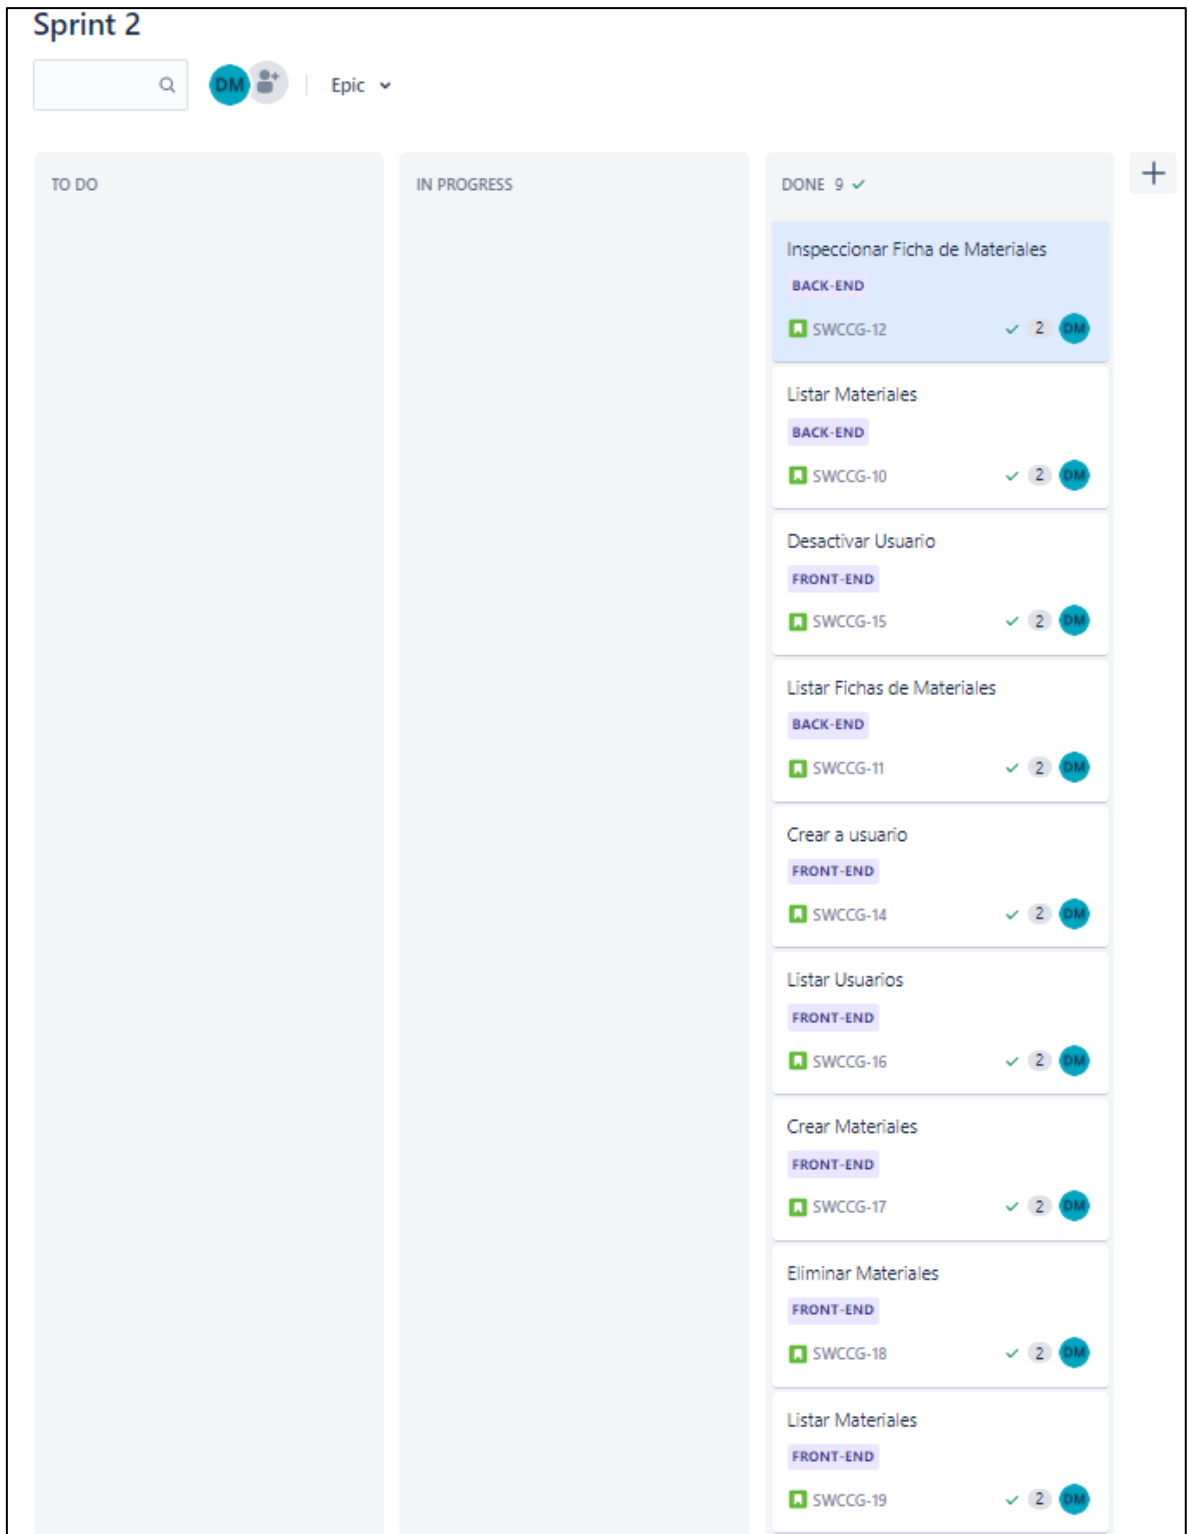 Sprint 2
DM
Epic
TO DO
IN PROGRESS
DONE 9
Inspeccionar Ficha de Materiales
BACK-END
SWCCG-12 2 DM
Listar Materiales
BACK-END
SWCCG-10 2 DM
Desactivar Usuario
FRONT-END
SWCCG-15 2 DM
Listar Fichas de Materiales
BACK-END
SWCCG-11 2 DM
Crear a usuario
FRONT-END
SWCCG-14 2 DM
Listar Usuarios
FRONT-END
SWCCG-16 2 DM
Crear Materiales
FRONT-END
SWCCG-17 2 DM
Eliminar Materiales
FRONT-END
SWCCG-18 2 DM
Listar Materiales
FRONT-END
SWCCG-19 2 DM